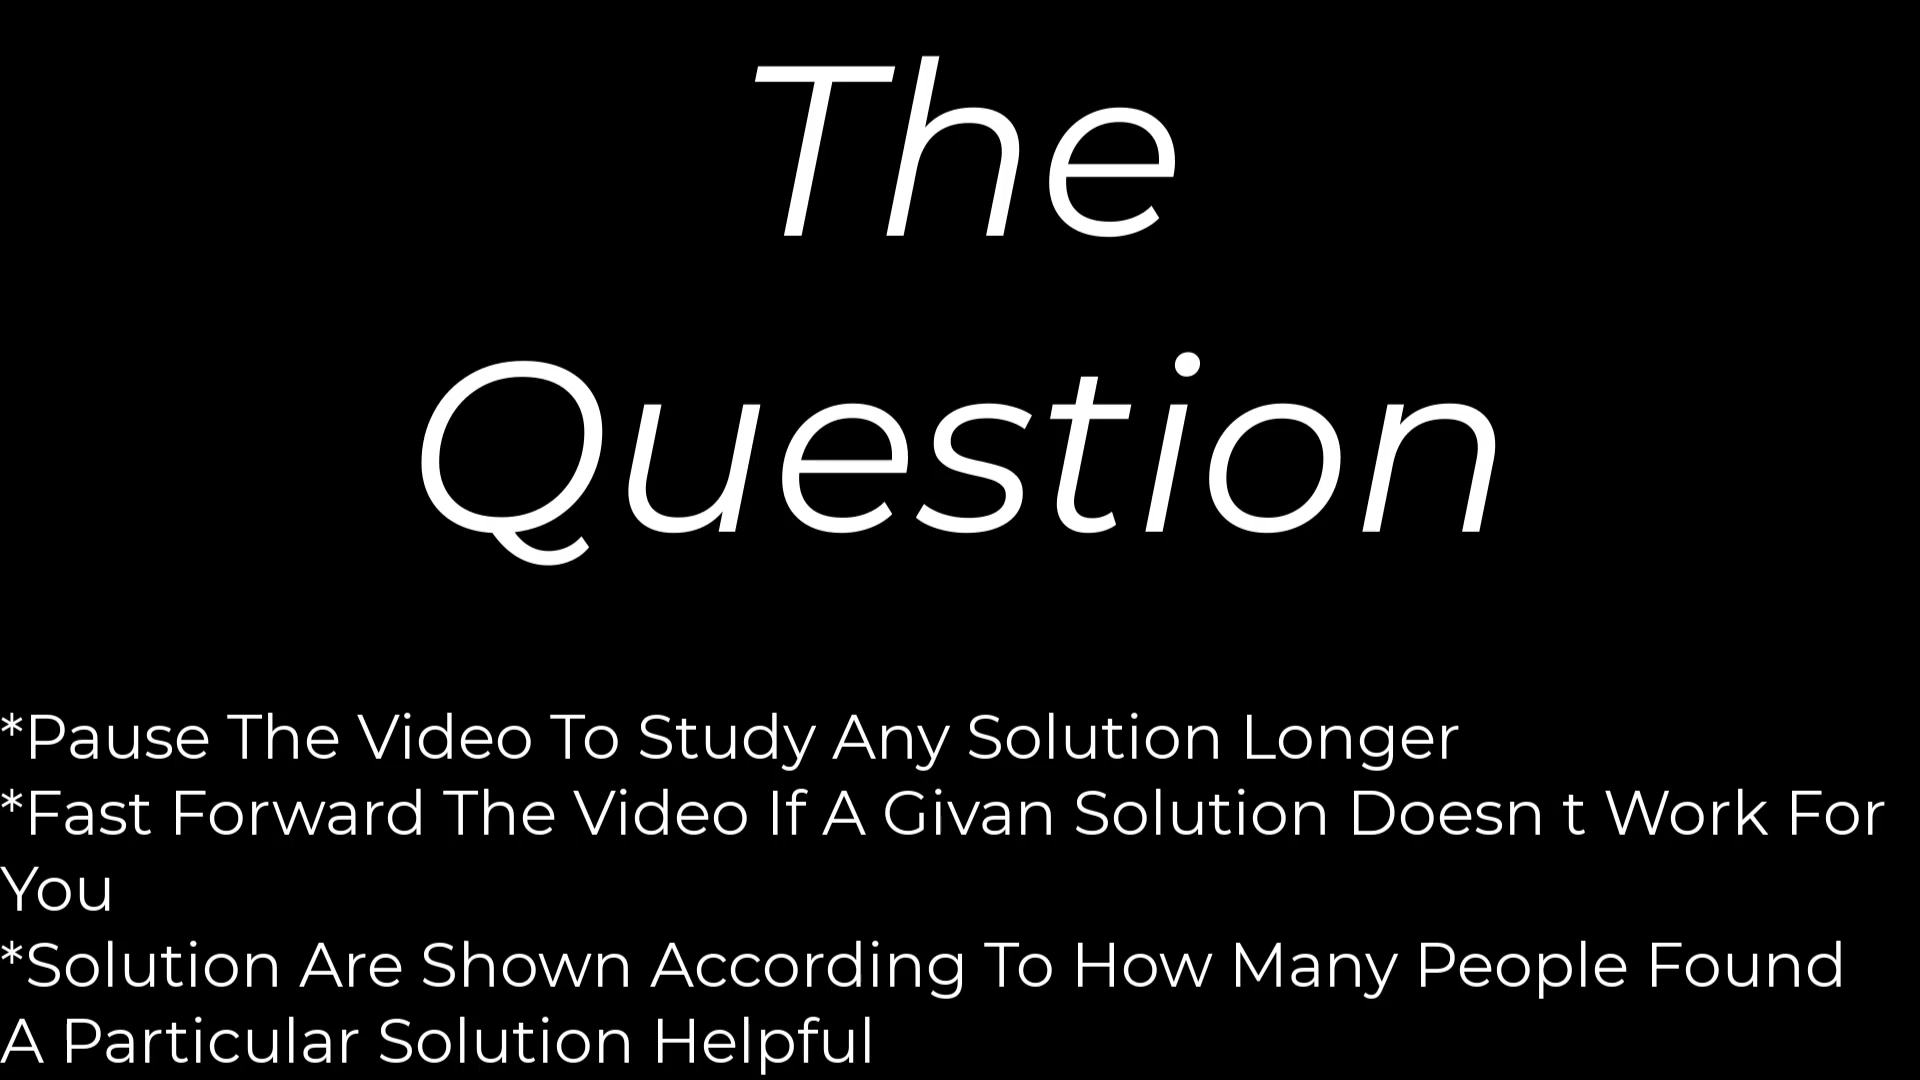 The
Question
*Pause The Video To Study Any Solution Longer
*Fast Forward The Video If A Givan Solution Doesn t Work For
You
*Solution Are Shown According To How Many People Found
A Particular Solution Helpful